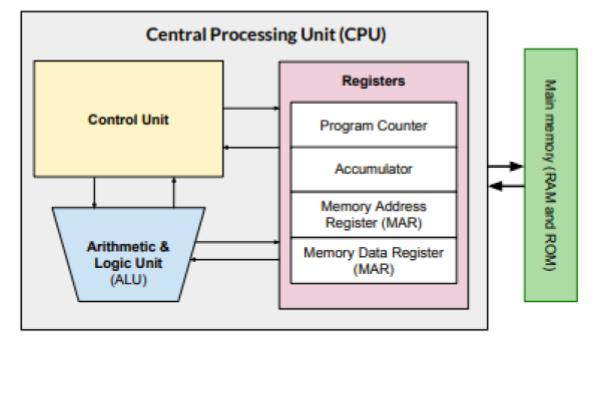 Central Processing Unit (CPU)
Control Unit
Arithmetic &
Logic Unit
(ALU)
Registers
Program Counter
Accumulator
Memory Address
Register (MAR)
Memory Data Register
(MAR)
Main memory (RAM and ROM)